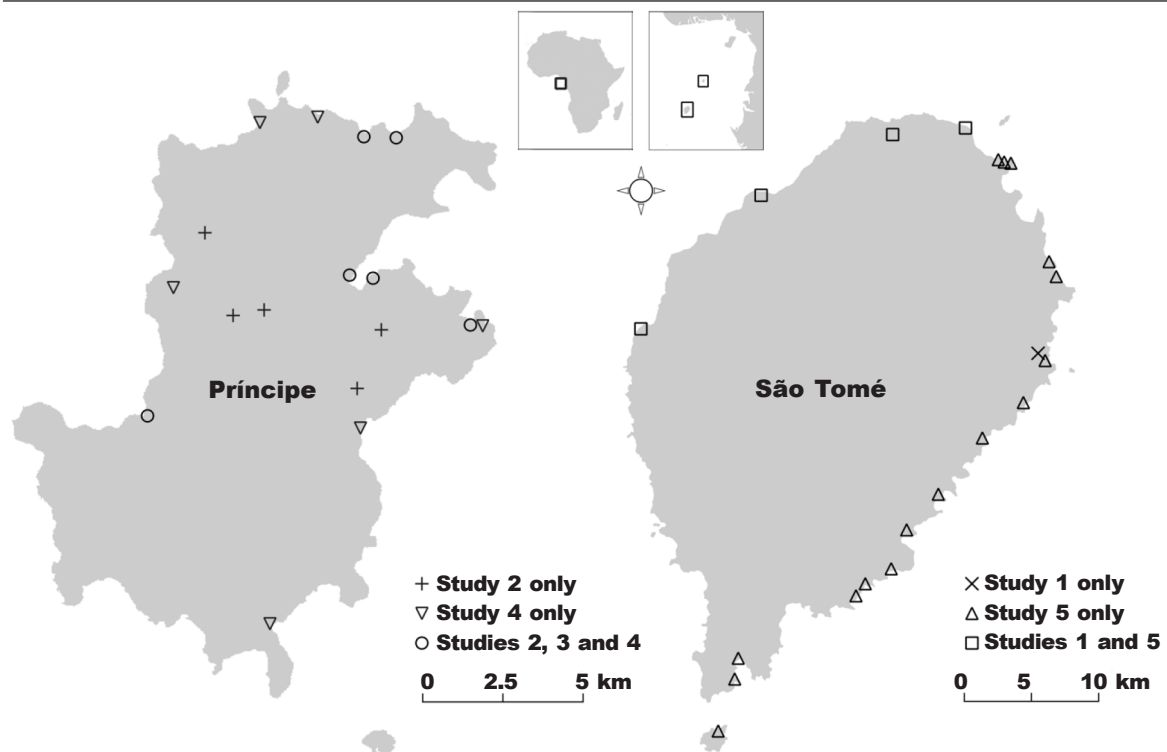 Príncipe
São Tomé
Study 2 only
Study 4 only
Studies 2, 3 and 4
0 2.5 5 km
Study 1 only
Study 5 only
Studies 1 and 5
0 5 10 km